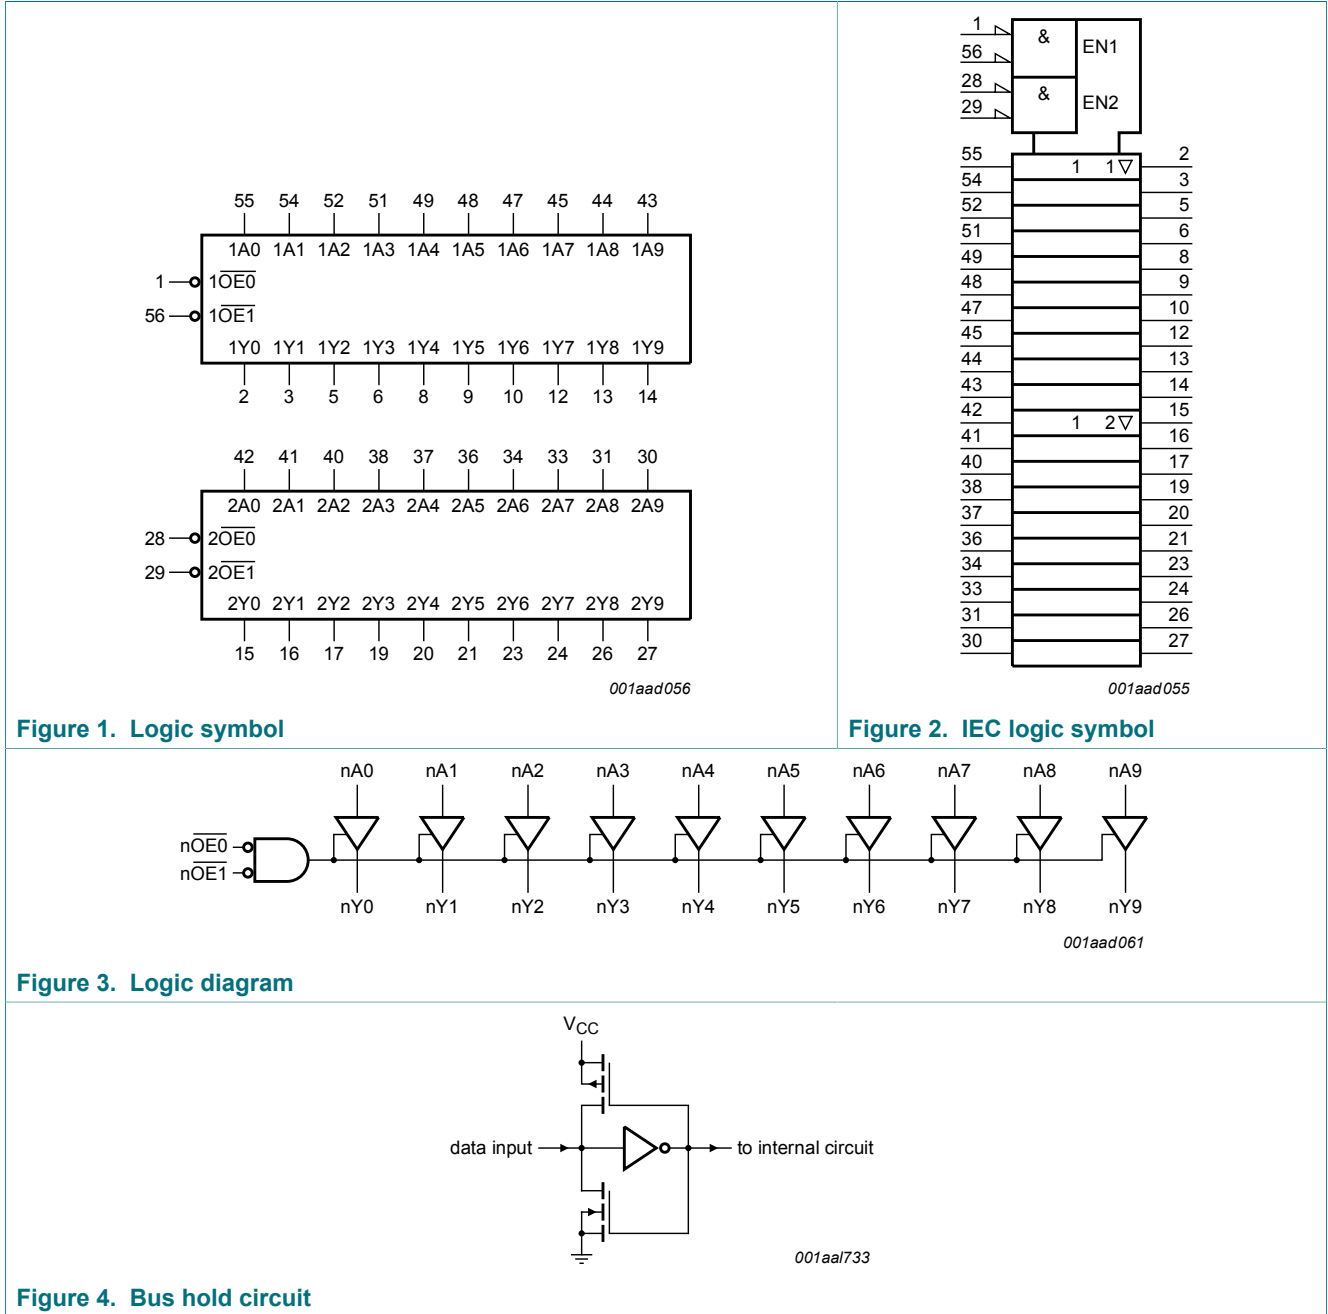 55 54 52 51 49 48 47 45 44 43
1A0 1A1 1A2 1A3 1A4 1A5 1A6 1A7 1A8 1A9
1 1OE0
56 1OE1
1Y0 1Y1 1Y2 1Y3 1Y4 1Y5 1Y6 1Y7 1Y8 1Y9
2 3 5 6 8 9 10 12 13 14
42 41 40 38 37 36 34 33 31 30
2A0 2A1 2A2 2A3 2A4 2A5 2A6 2A7 2A8 2A9
28 2OE0
29 2OE1
2Y0 2Y1 2Y2 2Y3 2Y4 2Y5 2Y6 2Y7 2Y8 2Y9
15 16 17 19 20 21 23 24 26 27
001aad056
Figure 1. Logic symbol
1 & EN1
56
28 & EN2
29
55 1 1▽ 2
54 3
52 5
51 6
49 8
48 9
47 10
45 12
44 13
43 14
42 1 2▽ 15
41 16
40 17
38 19
37 20
36 21
34 23
33 24
31 26
30 27
001aad055
Figure 2. IEC logic symbol
nA0 nA1 nA2 nA3 nA4 nA5 nA6 nA7 nA8 nA9
nOE0
nOE1
nY0 nY1 nY2 nY3 nY4 nY5 nY6 nY7 nY8 nY9
001aad061
Figure 3. Logic diagram
VCC
data input to internal circuit
001aal733
Figure 4. Bus hold circuit